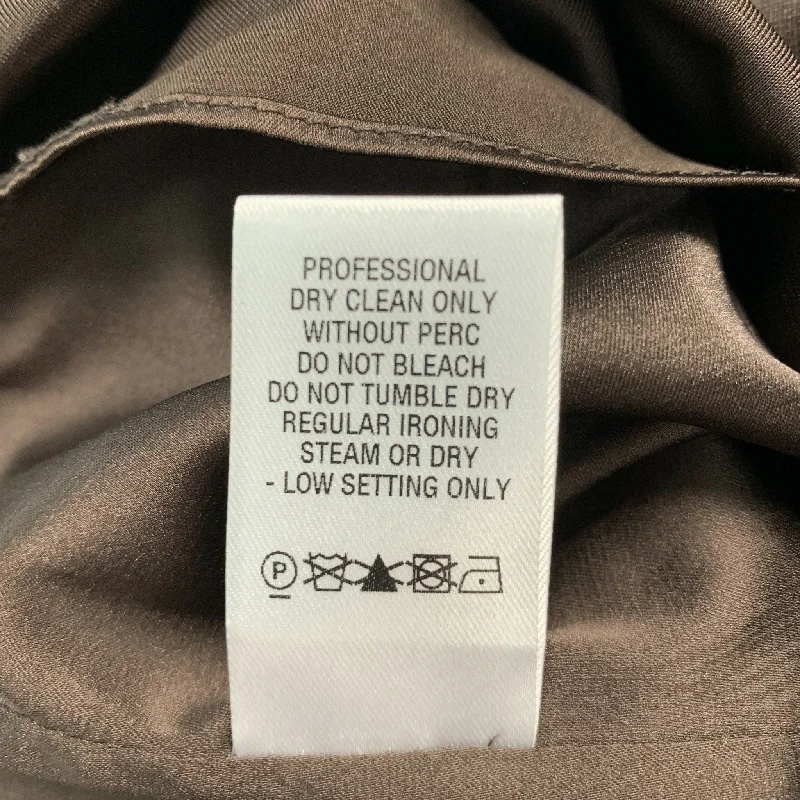 PROFESSIONAL
DRY CLEAN ONLY
WITHOUT PERC
DO NOT BLEACH
DO NOT TUMBLE DRY
REGULAR IRONING
STEAM OR DRY
- LOW SETTING ONLY
P